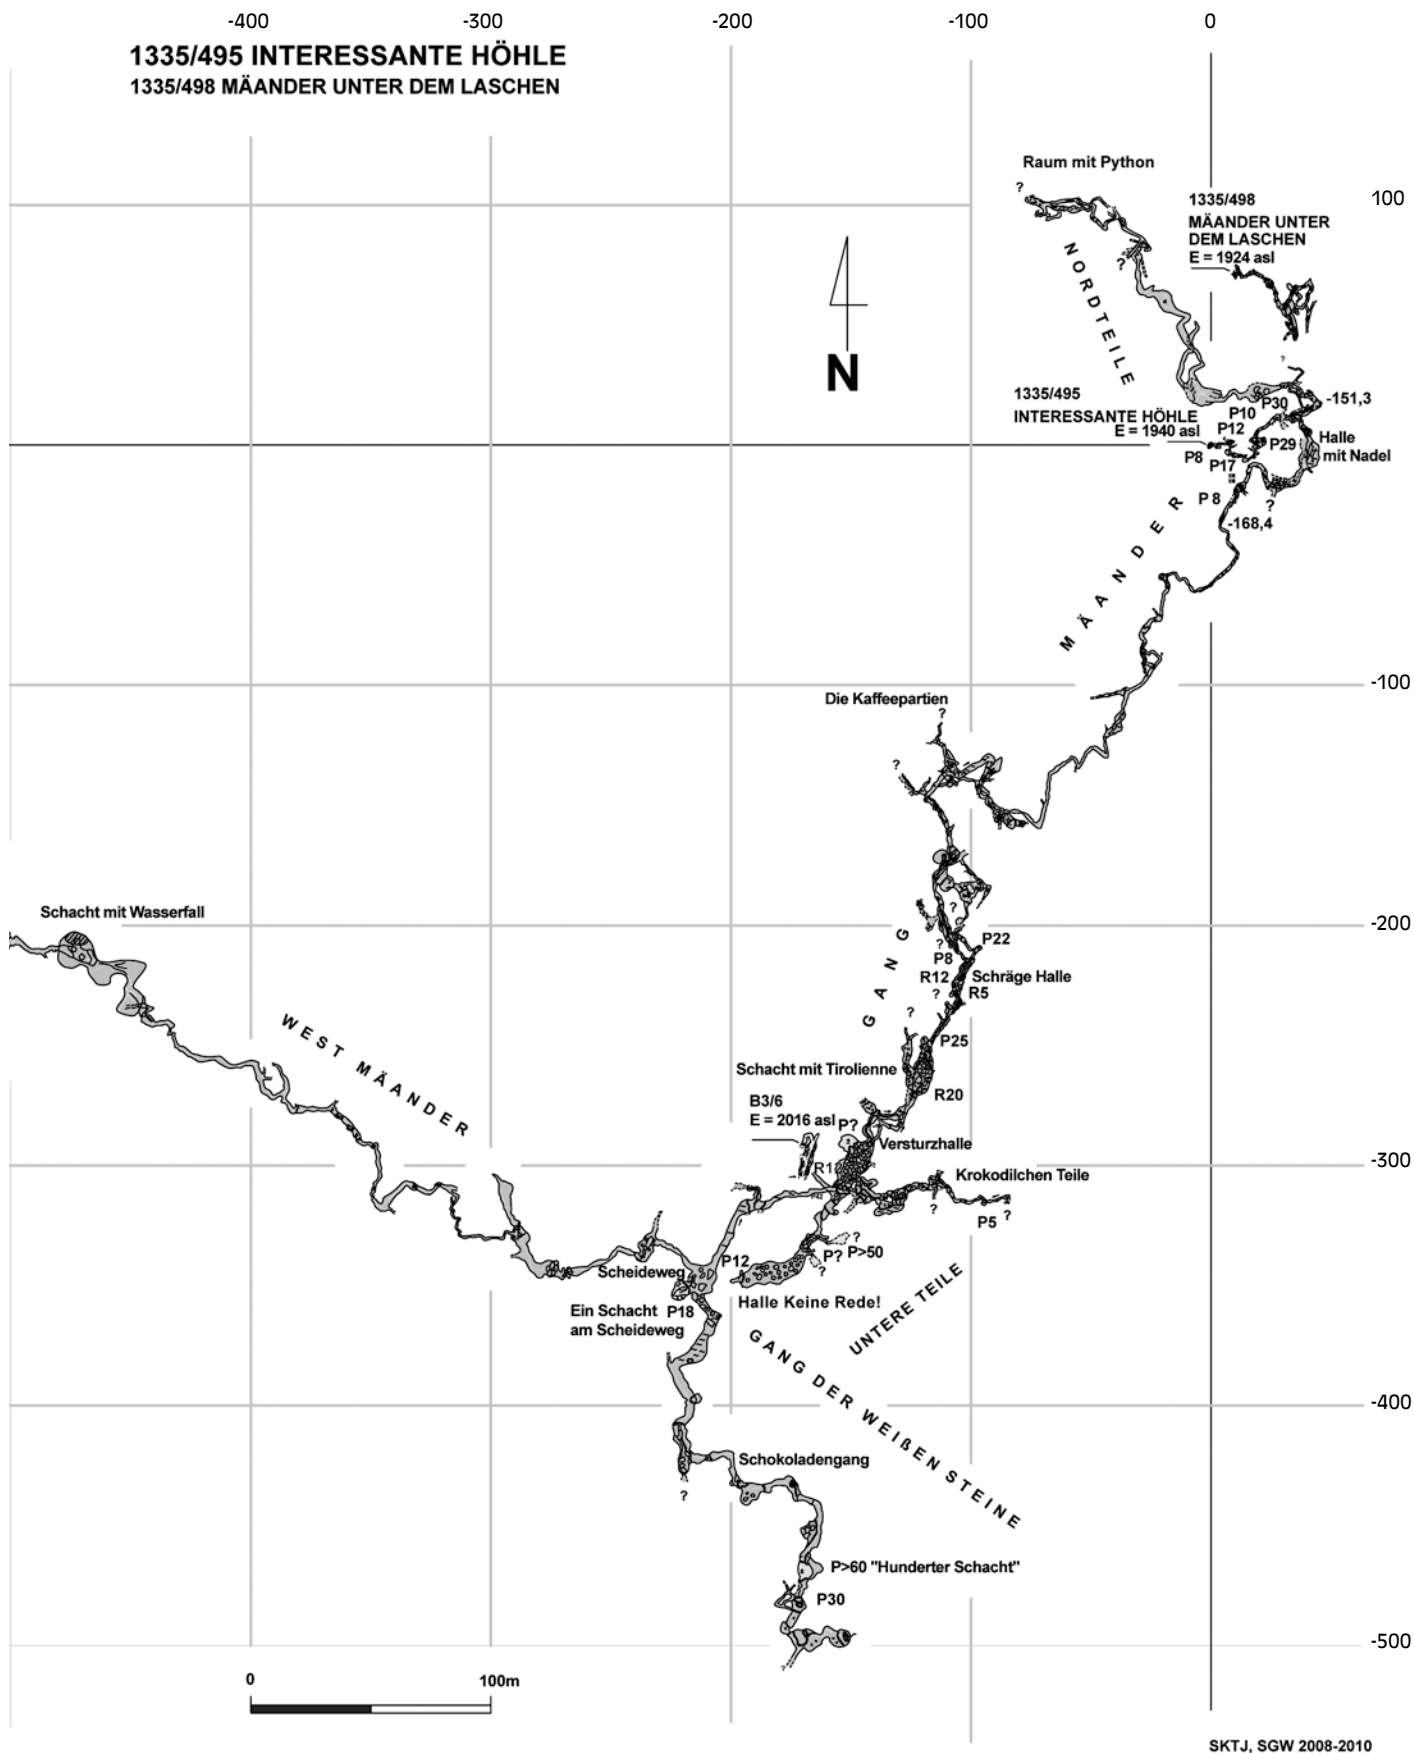 -400
-300
-200
-100
0
1335/495 INTERESSANTE HÖHLE
1335/498 MÄANDER UNTER DEM LASCHEN
Raum mit Python
?
100
1335/498
MÄANDER UNTER
DEM LASCHEN
E = 1924 asl
?
NORDTEILE
N
?
1335/495
INTERESSANTE HÖHLE
E = 1940 asl
P30
-151,3
P10
P12
P29
Halle
mit Nadel
P8
P17
P 8
?
-168,4
MÄANDER
-100
Die Kaffeepartien
?
?
Schacht mit Wasserfall
?
-200
GANG
?
P22
P8
R12
Schräge Halle
?
R5
?
P25
WEST MÄANDER
Schacht mit Tirolienne
R20
B3/6
E = 2016 asl
P?
Versturzhalle
-300
Krokodilchen Teile
?
P5
?
?
P12
P?
P>50
?
Scheideweg
Halle Keine Rede!
Ein Schacht
am Scheideweg
P18
UNTERE TEILE
GANG DER WEIßEN STEINE
-400
Schokoladengang
?
P>60 "Hunderter Schacht"
P30
-500
?
0
100m
SKTJ, SGW 2008-2010